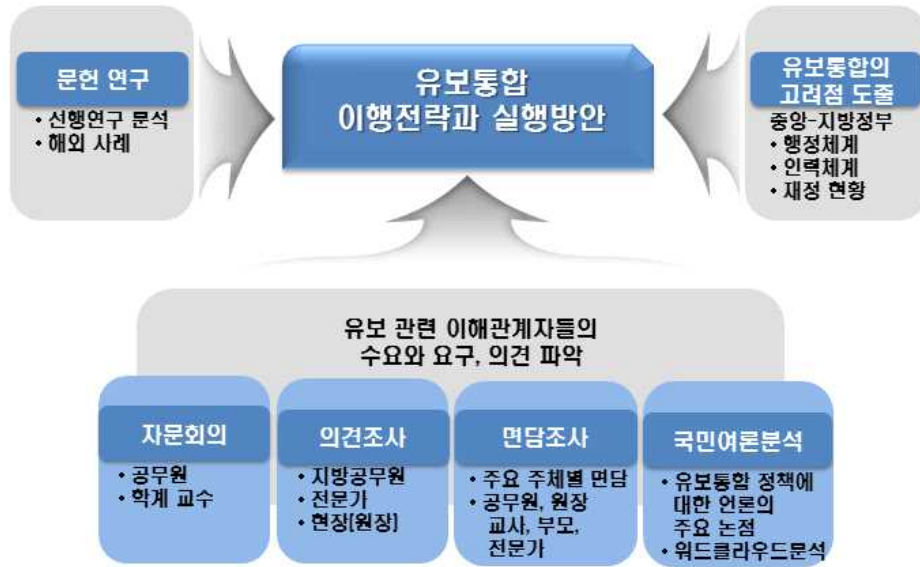 문헌 연구
• 선행연구 분석
• 해외 사례
유보통합
이행전략과 실행방안
유보통합의
고려점 도출
중앙-지방정부
• 행정체계
• 인력체계
• 재정 현황
유보 관련 이해관계자들의
수요와 요구, 의견 파악
자문회의
• 공무원
• 학계 교수
의견조사
• 지방공무원
• 전문가
• 현장(원장)
면담조사
• 주요 주체별 면담
• 공무원, 원장
교사, 부모,
전문가
국민여론분석
• 유보통합 정책에
대한 언론의
주요 논점
• 워드클라우드분석